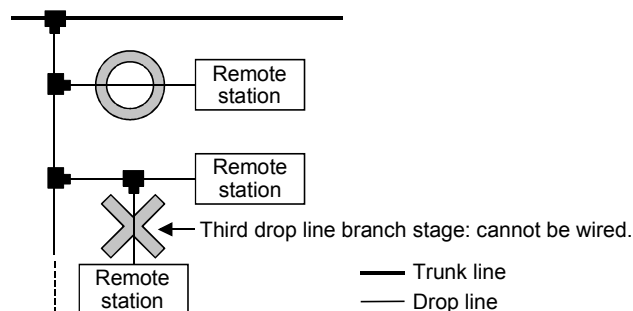 Remote
station
Remote
station
Third drop line branch stage: cannot be wired.
Remote
station
Trunk line
Drop line